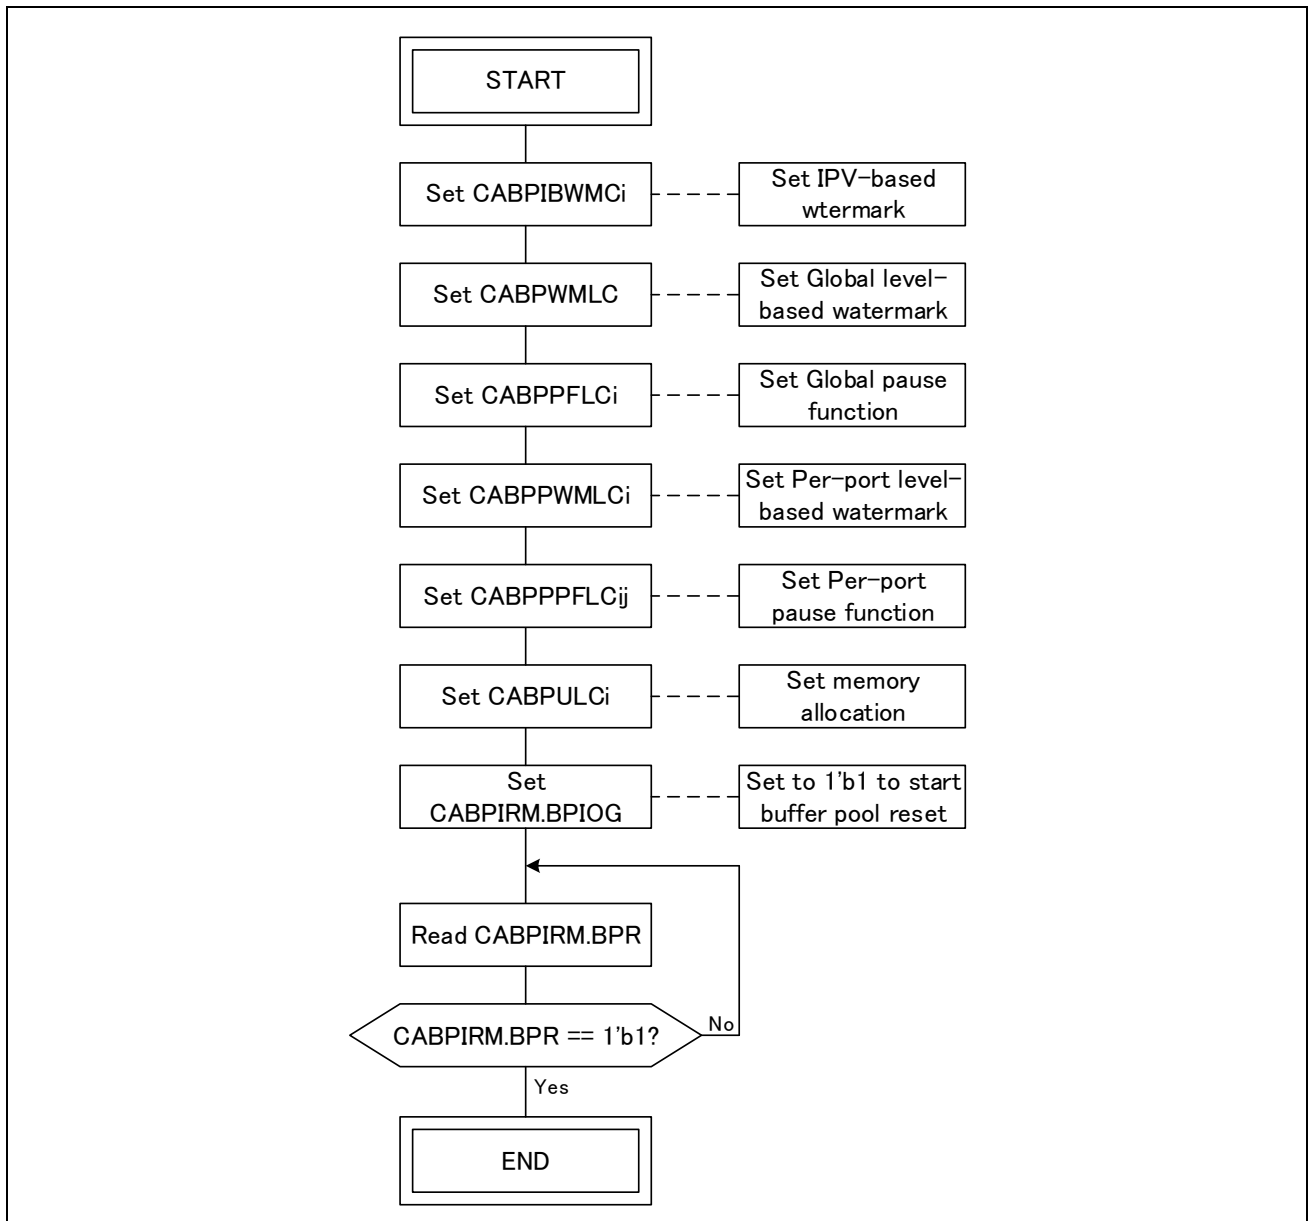 START
Set CABPIBWMCi
Set IPV-based
wtermark
Set CABPWMLC
Set Global level-
based watermark
Set CABPPFLCi
Set Global pause
function
Set CABPPWMLCi
Set Per-port level-
based watermark
Set CABPPPFLCij
Set Per-port
pause function
Set CABPULCi
Set memory
allocation
Set
CABPIRM.BPIOG
Set to 1'b1 to start
buffer pool reset
Read CABPIRM.BPR
CABPIRM.BPR == 1'b1?
No
Yes
END